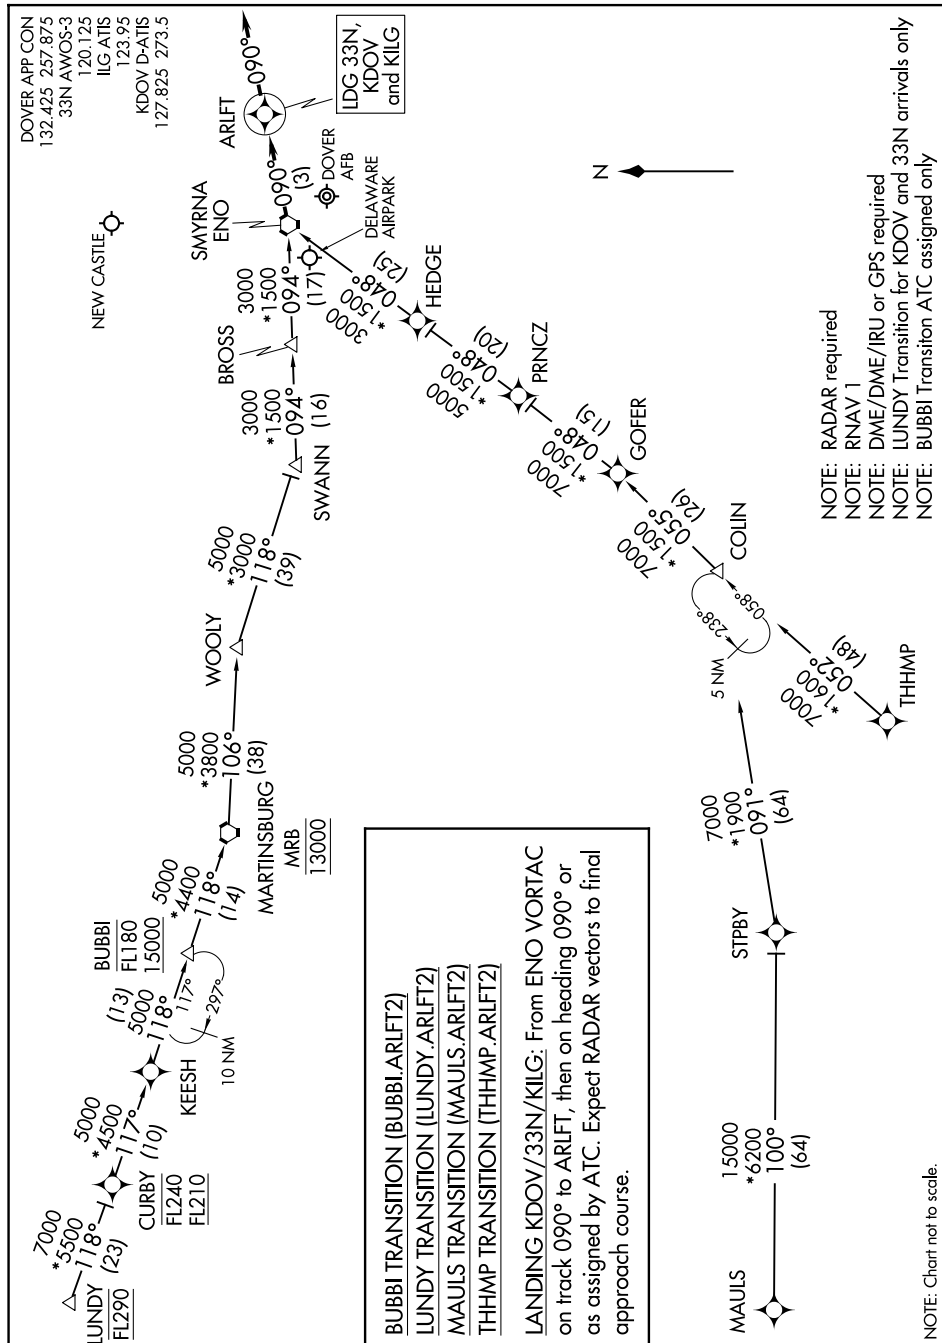 DOVER APP CON
132.425 257.875
33N AWOS-3
120.125
ILG ATIS
123.95
KDOV D-ATIS
127.825 273.5
NEW CASTLE
LUNDY
FL290
7000
*5500
118°
(23)
CURBY
FL240
FL210
5000
*4500
117°
(10)
KEESH
(13)
5000
118°
BUBBI
FL180
15000
117°
297°
10 NM
5000
*4400
118°
(14)
MARTINSBURG
MRB
13000
5000
*3800
106°
(38)
WOOLY
5000
*3000
118°
(39)
SWANN
3000
*1500
094°
(16)
BROSS
3000
*1500
094°
(17)
SMYRNA
ENO
090°
(3)
ARLFT
090°
LDG 33N,
KDOV
and KILG
DOVER
AFB
DELAWARE
AIRPARK
3000
*1500
048°
(25)
HEDGE
5000
*1500
048°
(20)
PRNCZ
7000
*1500
048°
(15)
GOFER
7000
*1500
055°
(26)
COLIN
238°
058°
5 NM
7000
*1600
052°
(48)
THHMP
7000
*1900
091°
(64)
STPBY
15000
*6200
100°
(64)
MAULS
N
BUBBI TRANSITION (BUBBI.ARLFT2)
LUNDY TRANSITION (LUNDY.ARLFT2)
MAULS TRANSITION (MAULS.ARLFT2)
THHMP TRANSITION (THHMP.ARLFT2)
LANDING KDOV/33N/KILG: From ENO VORTAC
on track 090° to ARLFT, then on heading 090° or
as assigned by ATC. Expect RADAR vectors to final
approach course.
NOTE: RADAR required
NOTE: RNAV 1
NOTE: DME/DME/IRU or GPS required
NOTE: LUNDY Transition for KDOV and 33N arrivals only
NOTE: BUBBI Transiton ATC assigned only
NOTE: Chart not to scale.